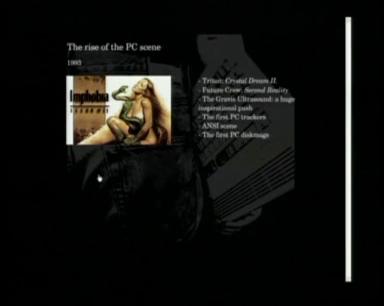 The rise of the PC scene
1993
Imphobia
- Triton: Crystal Dream II.
- Future Crew: Second Reality
- The Gravis Ultrasound: a huge
inspirational push
- The first PC trackers
- ANSI scene
- The first PC diskmags